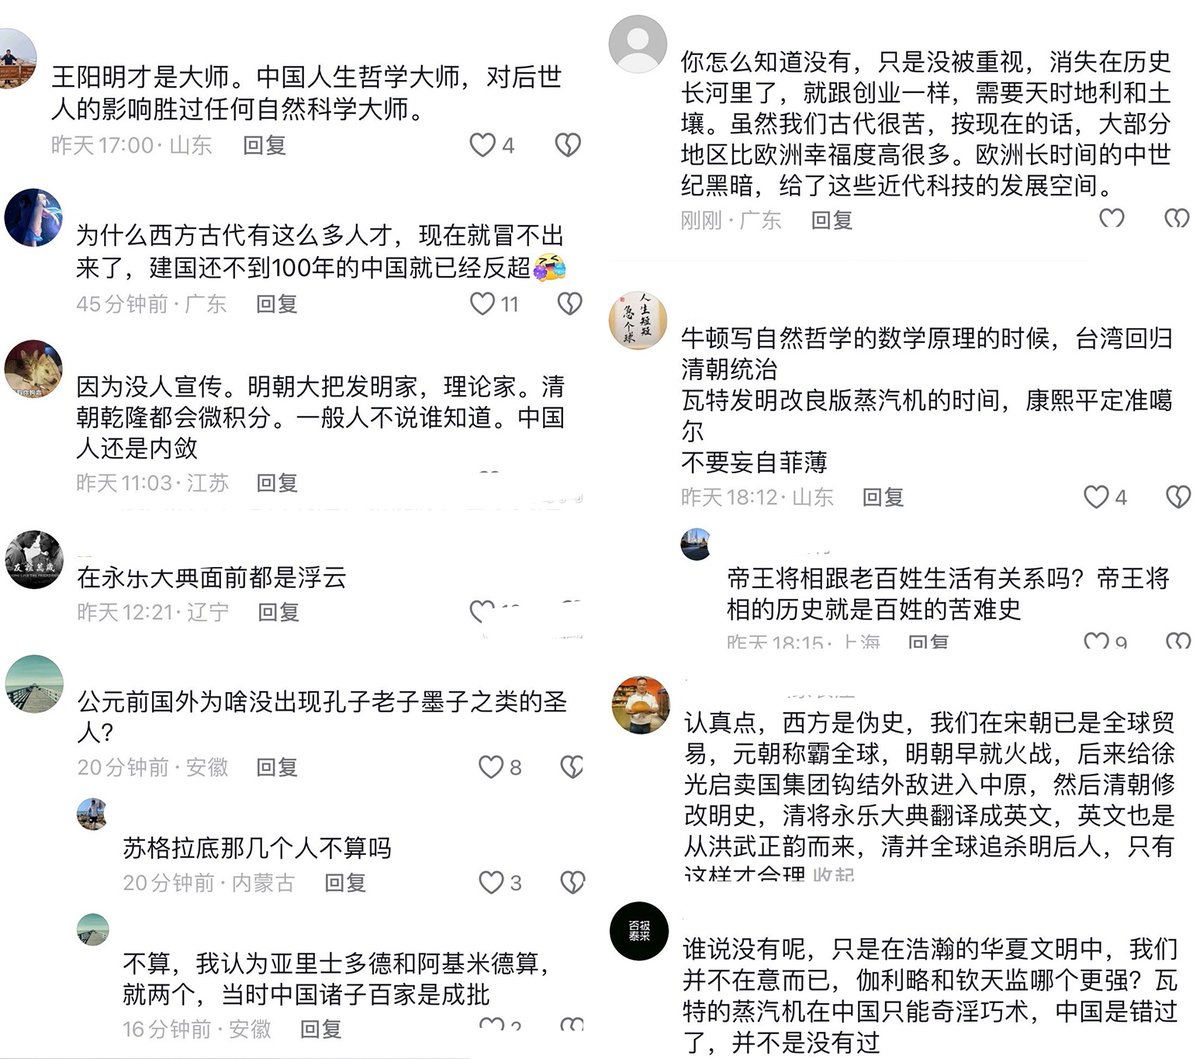 王阳明才是大师。中国人生哲学大师，对后世
人的影响胜过任何自然科学大师。
昨天17:00·山东 回复 4
为什么西方古代有这么多人才，现在就冒不出
来了，建国还不到100年的中国就已经反超
45分钟前·广东 回复 11
因为没人宣传。明朝大把发明家，理论家。清
朝乾隆都会微积分。一般人不说谁知道。中国
人还是内敛
昨天11:03·江苏 回复
在永乐大典面前都是浮云
昨天12:21·辽宁 回复
公元前国外为啥没出现孔子老子墨子之类的圣
人?
20分钟前·安徽 回复 8
苏格拉底那几个人不算吗
20分钟前·内蒙古 回复 3
不算，我认为亚里士多德和阿基米德算，
就两个，当时中国诸子百家是成批
16分钟前·安徽 回复 2
你怎么知道没有，只是没被重视，消失在历史
长河里了，就跟创业一样，需要天时地利和土
壤。虽然我们古代很苦，按现在的话，大部分
地区比欧洲幸福度高很多。欧洲长时间的中世
纪黑暗，给了这些近代科技的发展空间。
刚刚·广东 回复
人生短短
急个球
牛顿写自然哲学的数学原理的时候，台湾回归
清朝统治
瓦特发明改良版蒸汽机的时间，康熙平定准噶
尔
不要妄自菲薄
昨天18:12·山东 回复 4
帝王将相跟老百姓生活有关系吗？帝王将
相的历史就是百姓的苦难史
昨天18:15·上海 回复 9
认真点，西方是伪史，我们在宋朝已是全球贸
易，元朝称霸全球，明朝早就火战，后来给徐
光启卖国集团钩结外敌进入中原，然后清朝修
改明史，清将永乐大典翻译成英文，英文也是
从洪武正韵而来，清并全球追杀明后人，只有
这样才合理 收起
否极
泰来
谁说没有呢，只是在浩瀚的华夏文明中，我们
并不在意而已，伽利略和钦天监哪个更强？瓦
特的蒸汽机在中国只能奇淫巧术，中国是错过
了，并不是没有过